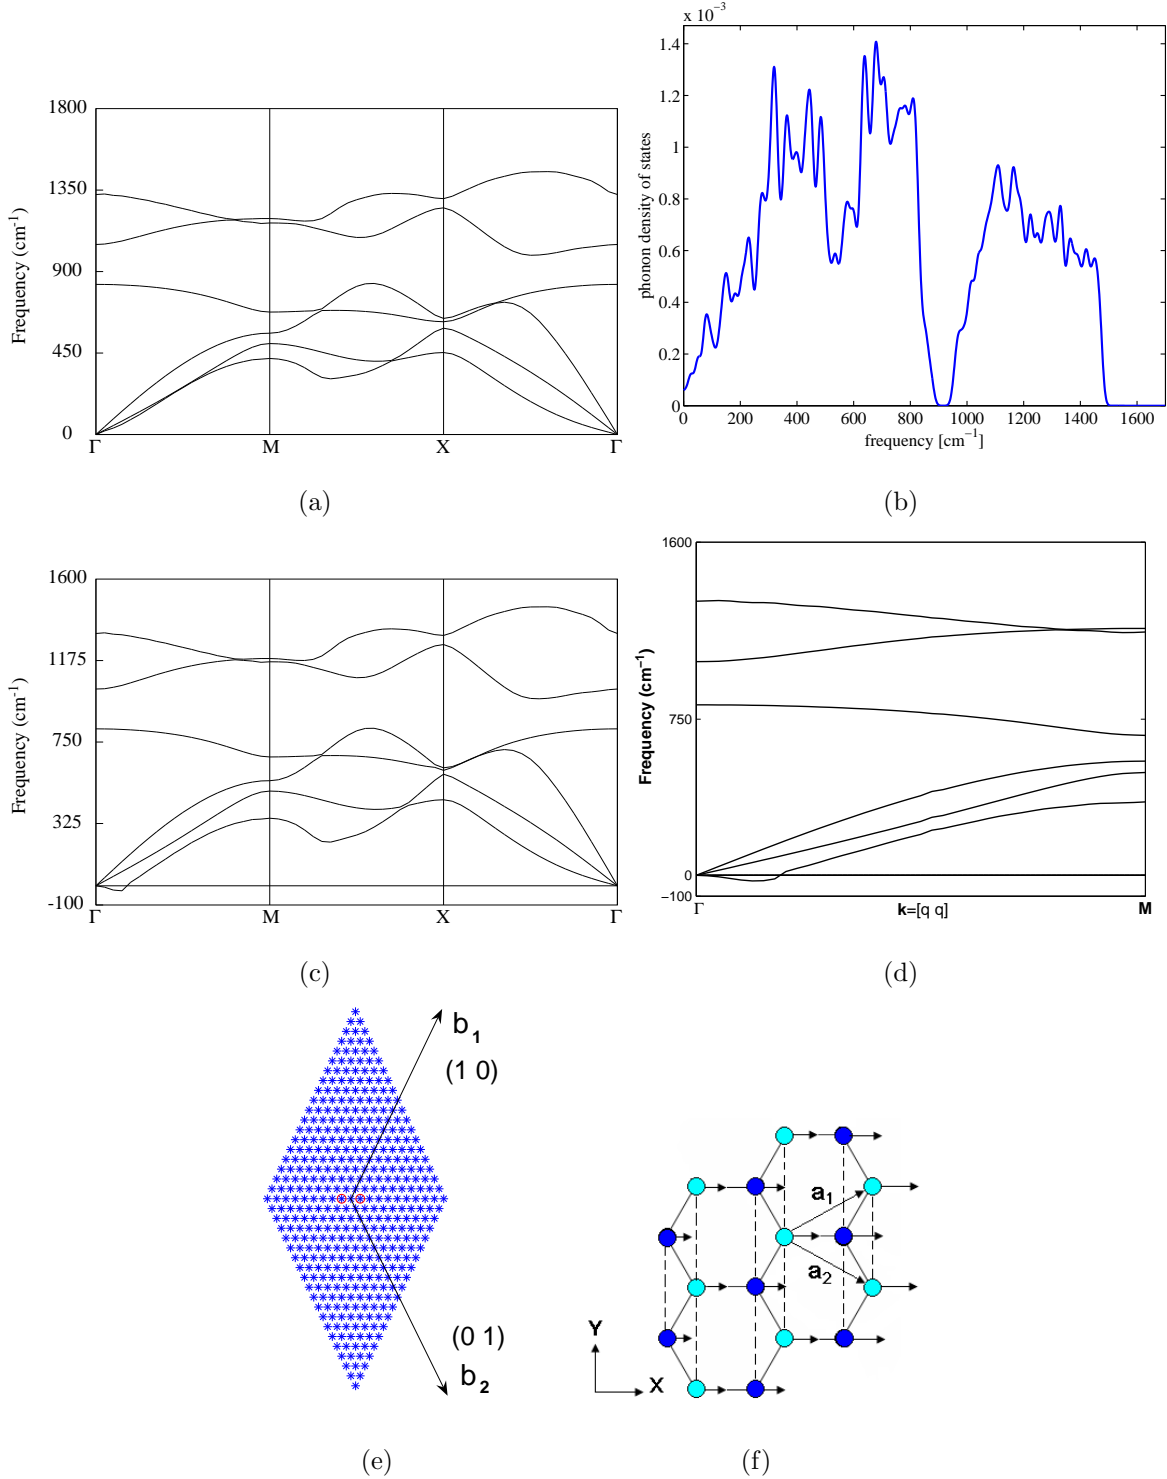 1800
1350
900
450
0
Frequency (cm-1)
Γ M X Γ
(a)
x 10−3
1.4
1.2
1
0.8
0.6
0.4
0.2
0
phonon density of states
0 200 400 600 800 1000 1200 1400 1600
frequency [cm−1]
(b)
1600
1175
750
325
-100
Frequency (cm-1)
Γ M X Γ
(c)
1600
750
0
−100
Frequency (cm−1)
Γ k=[q q] M
(d)
b1
(1 0)
(0 1)
b2
(e)
a1
a2
Y
X
(f)